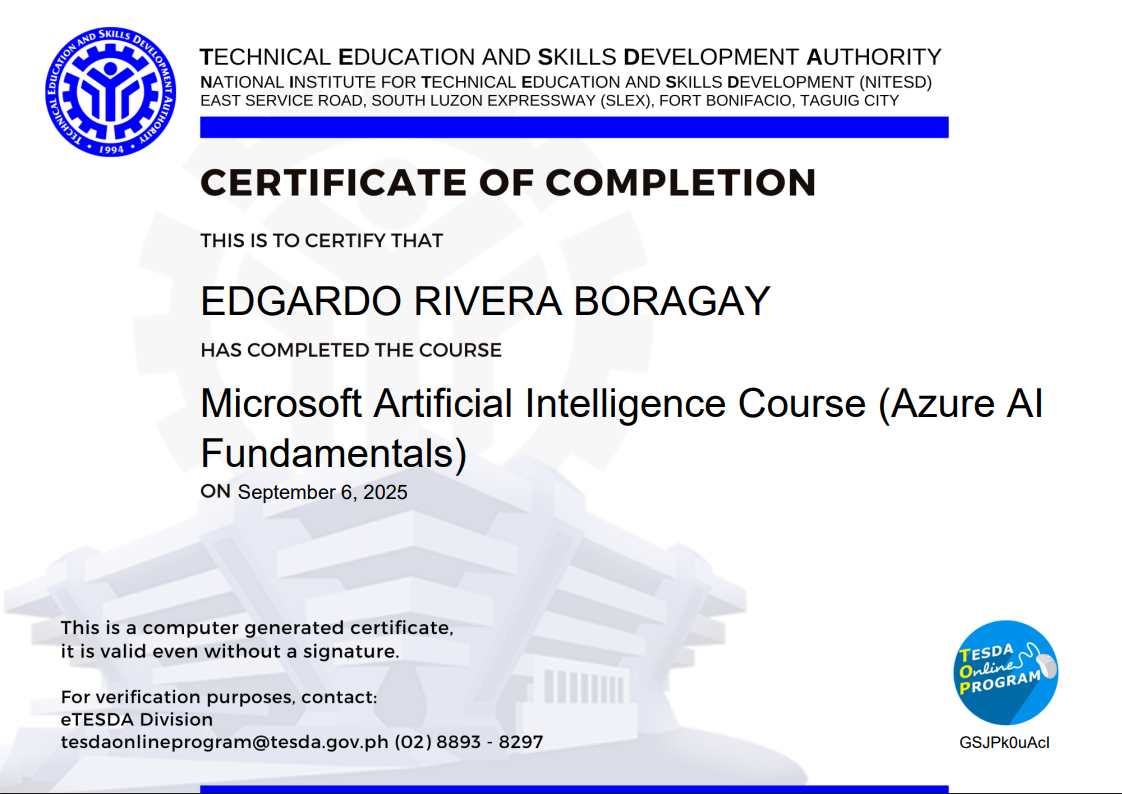 TECHNICAL EDUCATION AND SKILLS DEVELOPMENT AUTHORITY
• 1994 •
TECHNICAL EDUCATION AND SKILLS DEVELOPMENT AUTHORITY
NATIONAL INSTITUTE FOR TECHNICAL EDUCATION AND SKILLS DEVELOPMENT (NITESD)
EAST SERVICE ROAD, SOUTH LUZON EXPRESSWAY (SLEX), FORT BONIFACIO, TAGUIG CITY
CERTIFICATE OF COMPLETION
THIS IS TO CERTIFY THAT
EDGARDO RIVERA BORAGAY
HAS COMPLETED THE COURSE
Microsoft Artificial Intelligence Course (Azure AI
Fundamentals)
ON September 6, 2025
This is a computer generated certificate,
it is valid even without a signature.
For verification purposes, contact:
eTESDA Division
tesdaonlineprogram@tesda.gov.ph (02) 8893 - 8297
TESDA
Online
PROGRAM
GSJPk0uAcI